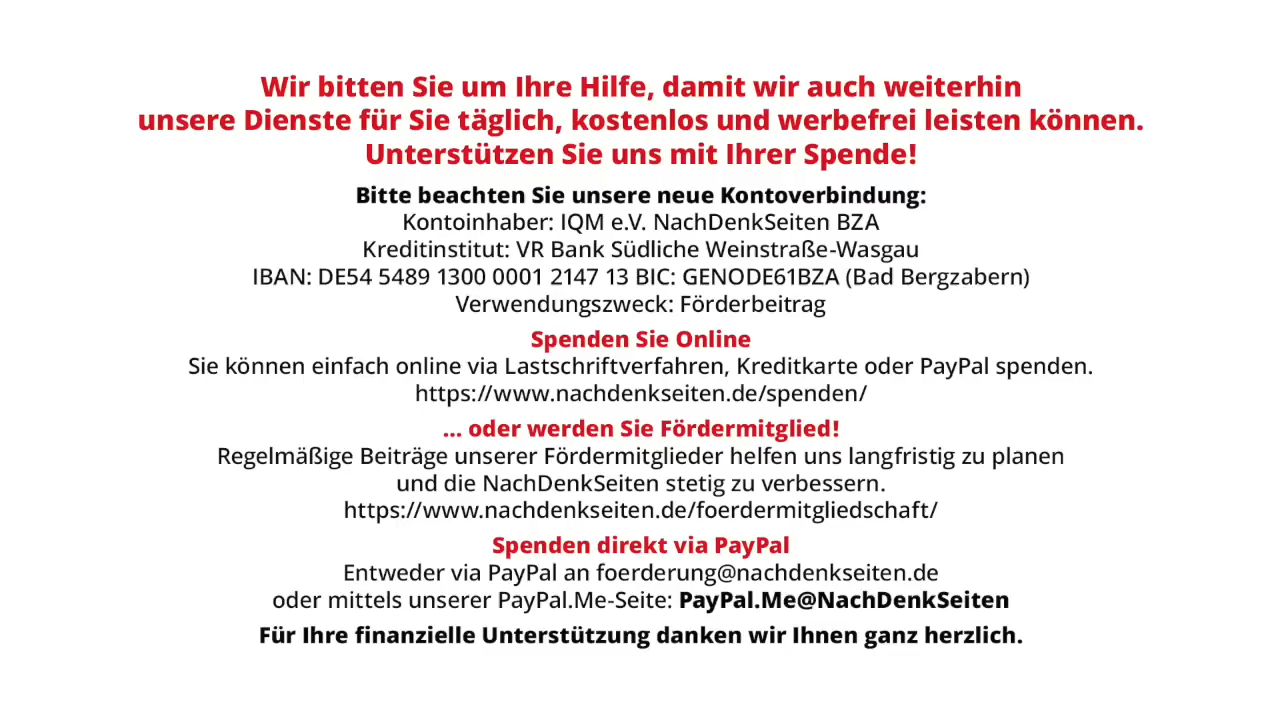 Wir bitten Sie um Ihre Hilfe, damit wir auch weiterhin
unsere Dienste für Sie täglich, kostenlos und werbefrei leisten können.
Unterstützen Sie uns mit Ihrer Spende!
Bitte beachten Sie unsere neue Kontoverbindung:
Kontoinhaber: IQM e.V. NachDenkSeiten BZA
Kreditinstitut: VR Bank Südliche Weinstraße-Wasgau
IBAN: DE54 5489 1300 0001 2147 13 BIC: GENODE61BZA (Bad Bergzabern)
Verwendungszweck: Förderbeitrag
Spenden Sie Online
Sie können einfach online via Lastschriftverfahren, Kreditkarte oder PayPal spenden.
https://www.nachdenkseiten.de/spenden/
... oder werden Sie Fördermitglied!
Regelmäßige Beiträge unserer Fördermitglieder helfen uns langfristig zu planen
und die NachDenkSeiten stetig zu verbessern.
https://www.nachdenkseiten.de/foerdermitgliedschaft/
Spenden direkt via PayPal
Entweder via PayPal an foerderung@nachdenkseiten.de
oder mittels unserer PayPal.Me-Seite: PayPal.Me@NachDenkSeiten
Für Ihre finanzielle Unterstützung danken wir Ihnen ganz herzlich.